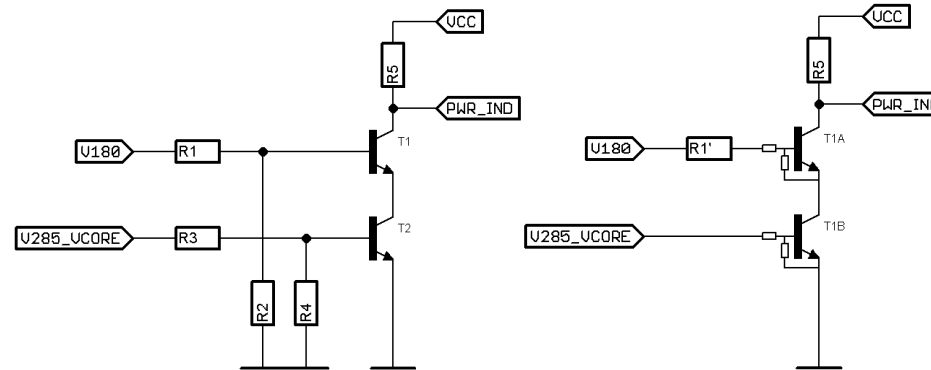 VCC
R5
PWR_IND
T1
V180
R1
T2
V285_VCORE
R3
R2
R4
VCC
R5
PWR_IN
T1A
V180
R1'
T1B
V285_VCORE